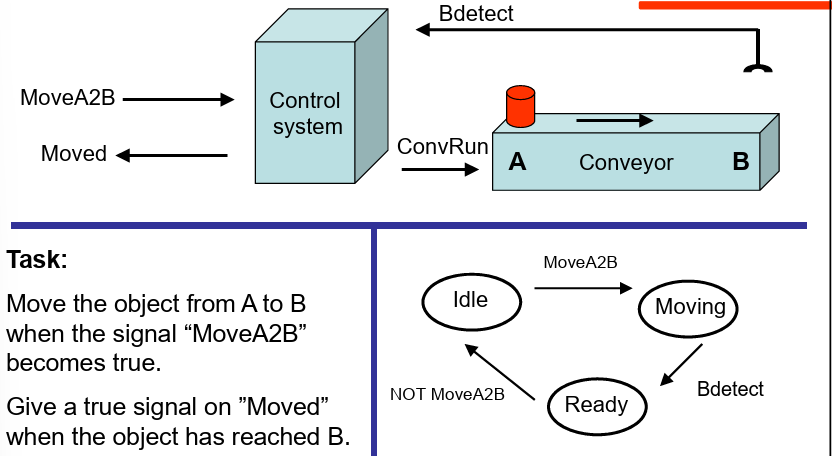 Bdetect
MoveA2B
Control
system
Moved
ConvRun
A
Conveyor
B
Task:
Move the object from A to B
when the signal “MoveA2B”
becomes true.
Give a true signal on ”Moved”
when the object has reached B.
MoveA2B
Idle
Moving
NOT MoveA2B
Bdetect
Ready